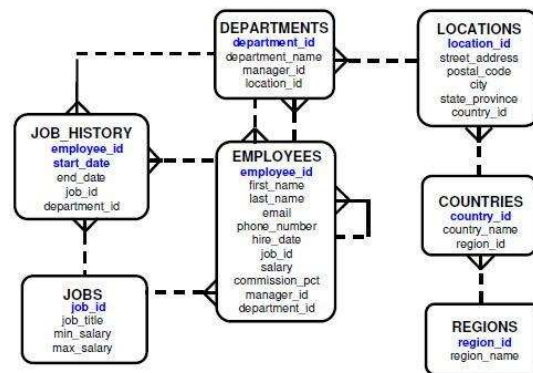 DEPARTMENTS
department_id
department_name
manager_id
location_id
LOCATIONS
location_id
street_address
postal_code
city
state_province
country_id
JOB_HISTORY
employee_id
start_date
end_date
job_id
department_id
EMPLOYEES
employee_id
first_name
last_name
email
phone_number
hire_date
job_id
salary
commission_pct
manager_id
department_id
COUNTRIES
country_id
country_name
region_id
JOBS
job_id
job_title
min_salary
max_salary
REGIONS
region_id
region_name